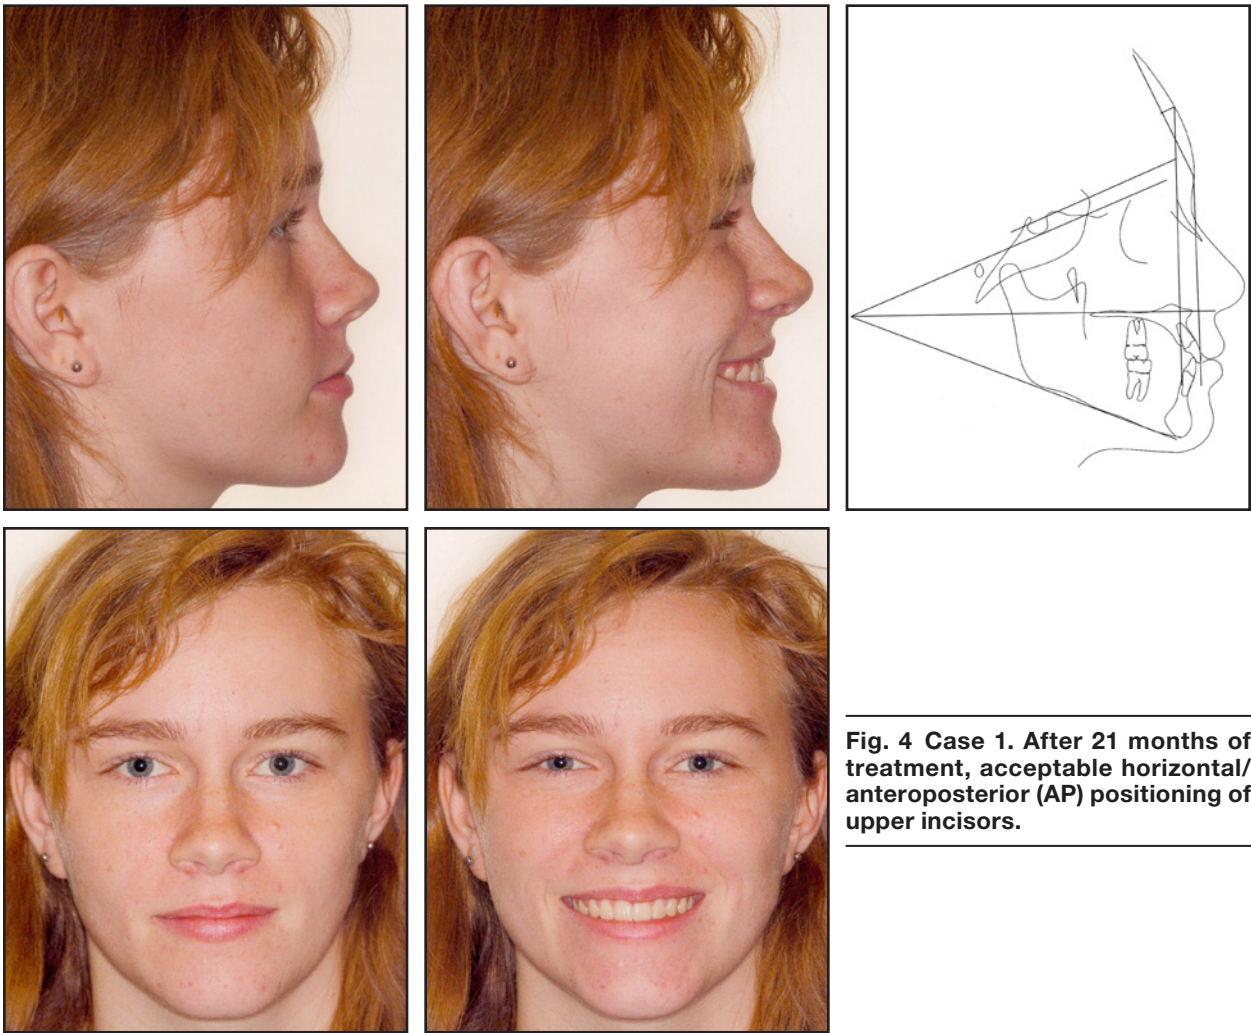 Fig. 4 Case 1. After 21 months of
treatment, acceptable horizontal/
anteroposterior (AP) positioning of
upper incisors.